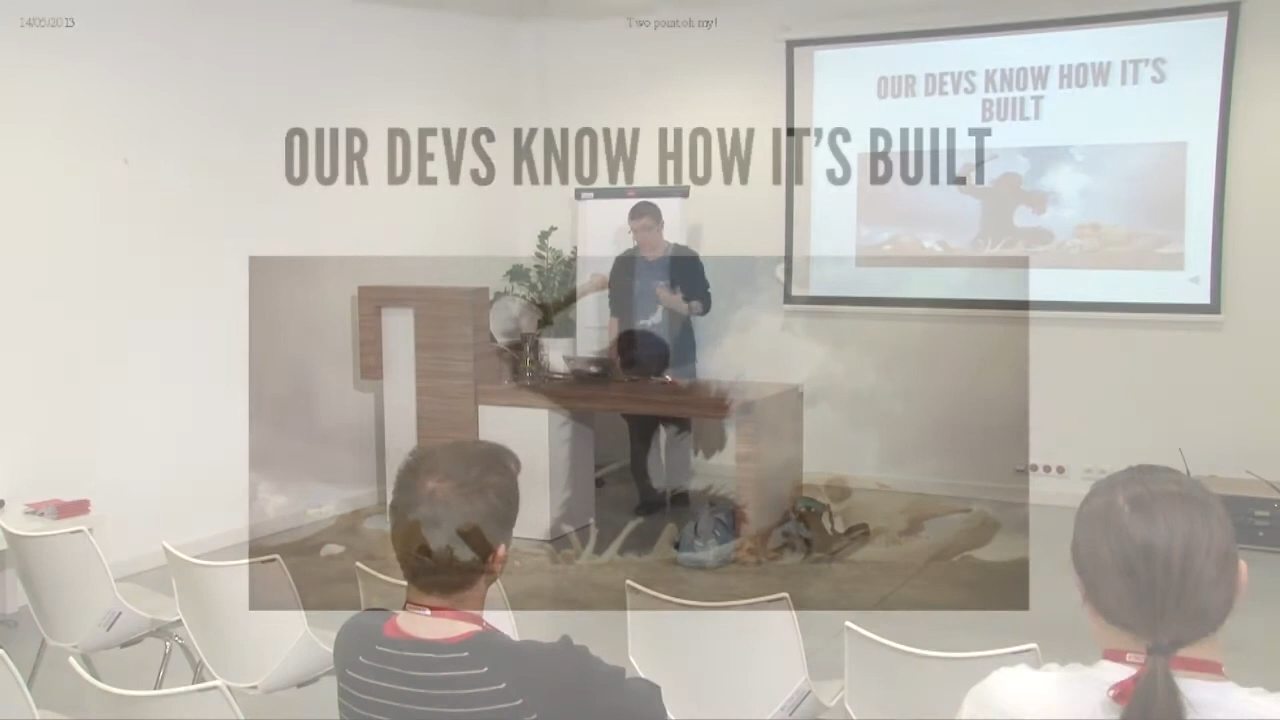 14/05/2013
Two point oh my!
OUR DEVS KNOW HOW IT'S
BUILT
OUR DEVS KNOW HOW IT'S BUILT